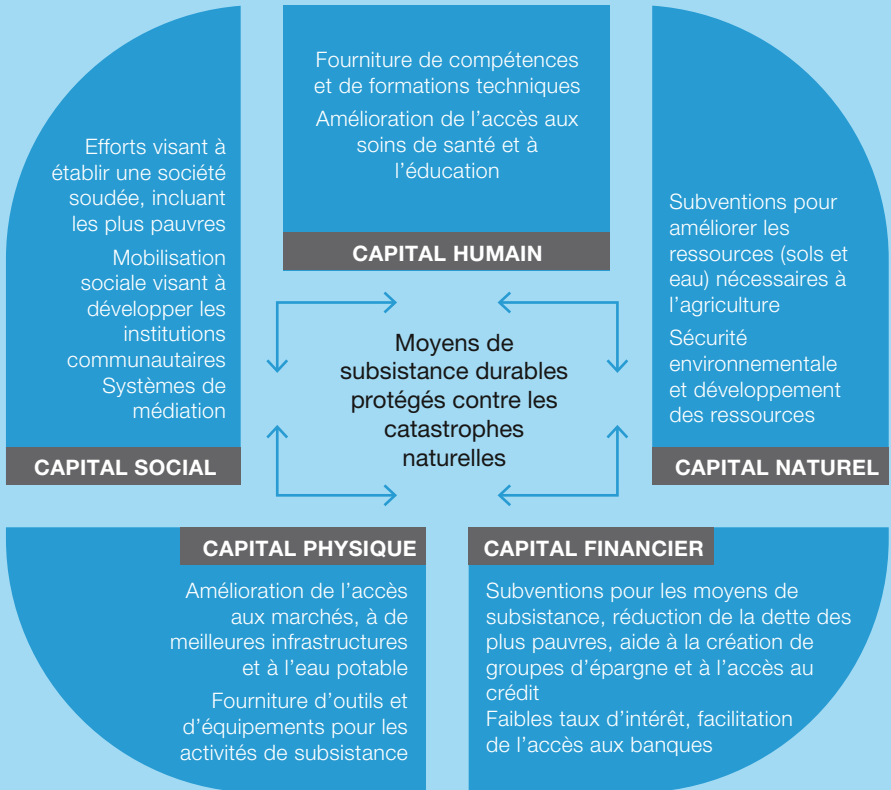 Fourniture de compétences
et de formations techniques
Amélioration de l'accès aux
soins de santé et à
l'éducation
CAPITAL HUMAIN
Efforts visant à
établir une société
soudée, incluant
les plus pauvres
Mobilisation
sociale visant à
développer les
institutions
communautaires
Systèmes de
médiation
CAPITAL SOCIAL
Moyens de
subsistance durables
protégés contre les
catastrophes
naturelles
Subventions pour
améliorer les
ressources (sols et
eau) nécessaires à
l'agriculture
Sécurité
environnementale
et développement
des ressources
CAPITAL NATUREL
CAPITAL PHYSIQUE
Amélioration de l'accès
aux marchés, à de
meilleures infrastructures
et à l'eau potable
Fourniture d'outils et
d'équipements pour les
activités de subsistance
CAPITAL FINANCIER
Subventions pour les moyens de
subsistance, réduction de la dette des
plus pauvres, aide à la création de
groupes d'épargne et à l'accès au
crédit
Faibles taux d'intérêt, facilitation
de l'accès aux banques